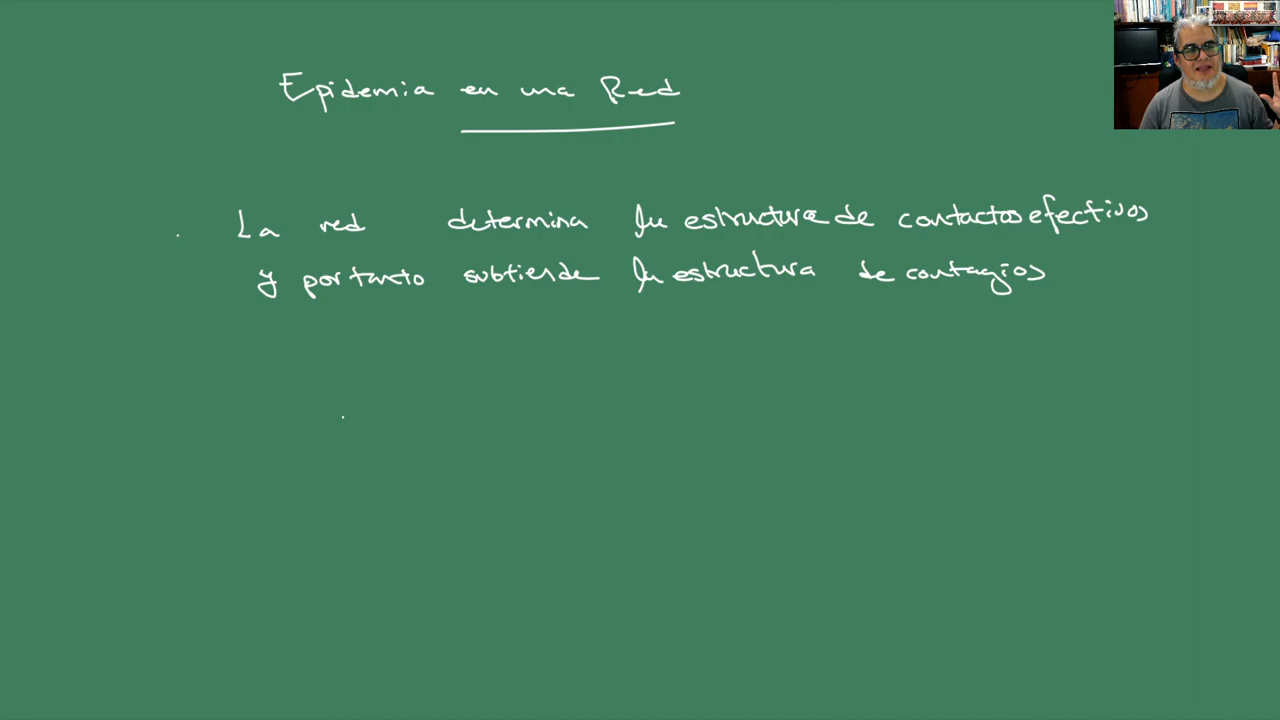 Epidemia en una Red
La red determina la estructura de contactos efectivos
y por tanto subtiende la estructura de contagios